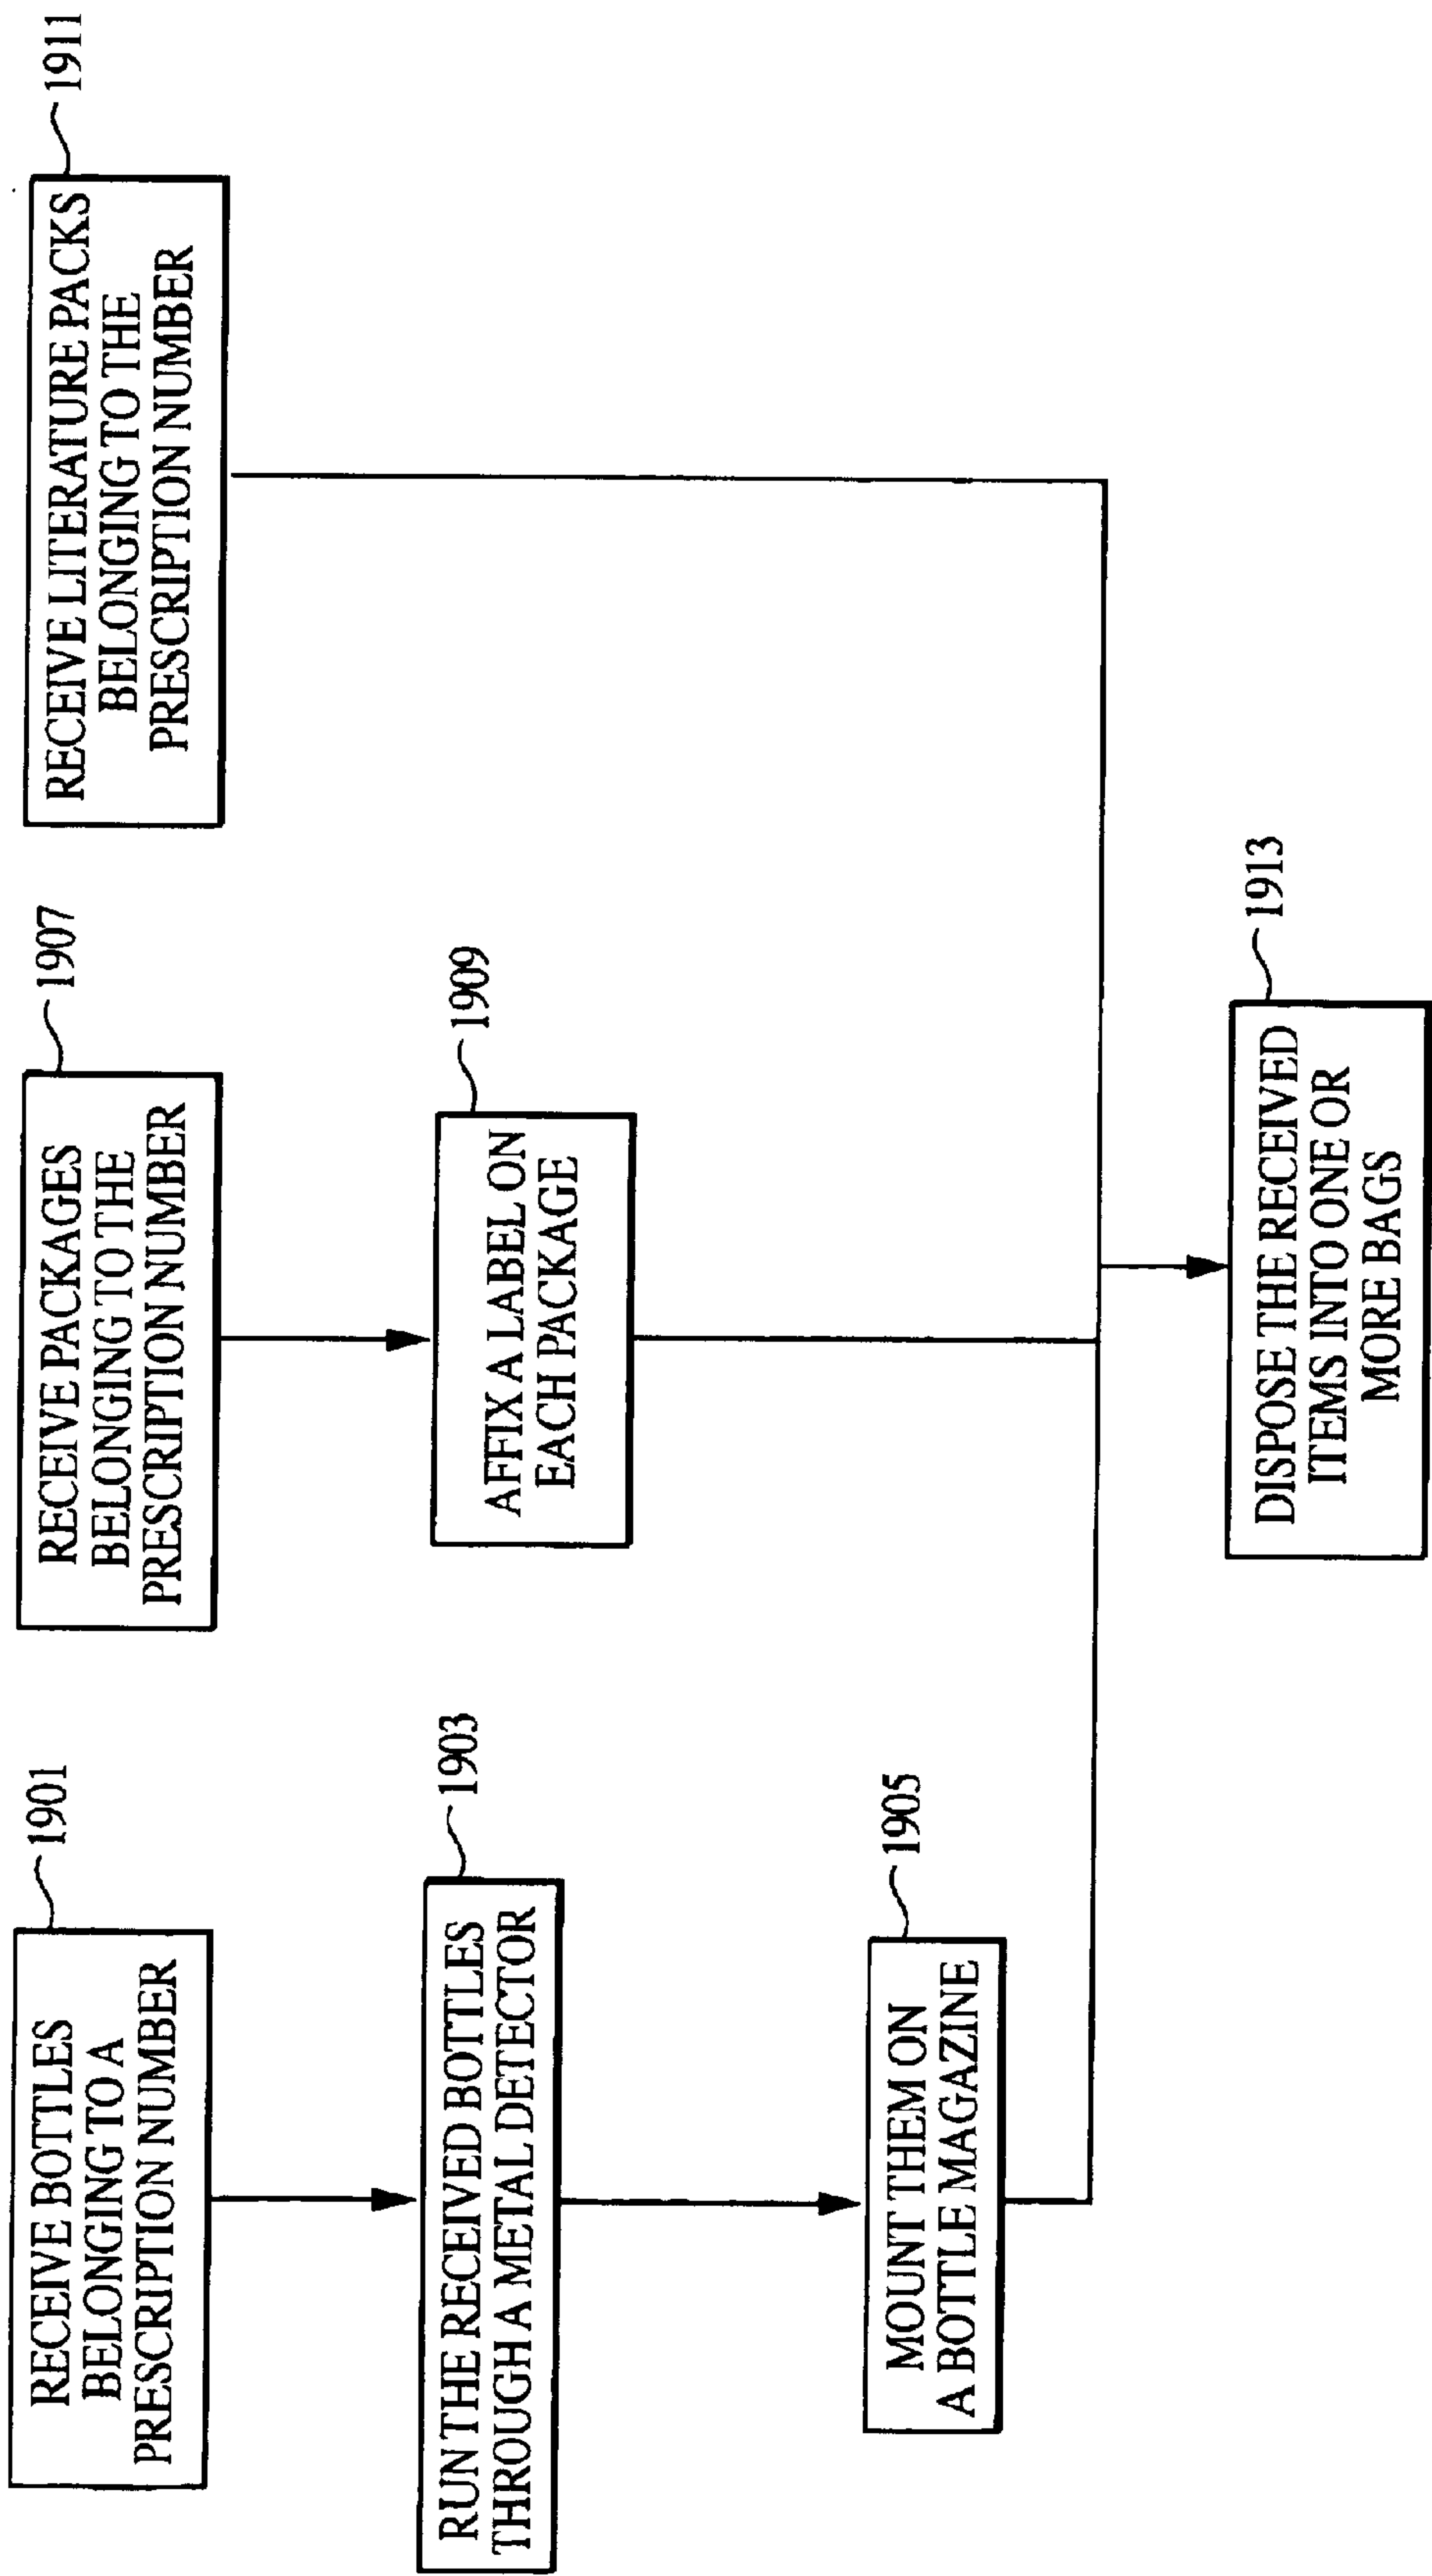 RECEIVE BOTTLES
BELONGING TO A
PRESCRIPTION NUMBER
1901
RUN THE RECEIVED BOTTLES
THROUGH A METAL DETECTOR
1903
MOUNT THEM ON
A BOTTLE MAGAZINE
1905
RECEIVE PACKAGES
BELONGING TO THE
PRESCRIPTION NUMBER
1907
AFFIX A LABEL ON
EACH PACKAGE
1909
RECEIVE LITERATURE PACKS
BELONGING TO THE
PRESCRIPTION NUMBER
1911
DISPOSE THE RECEIVED
ITEMS INTO ONE OR
MORE BAGS
1913